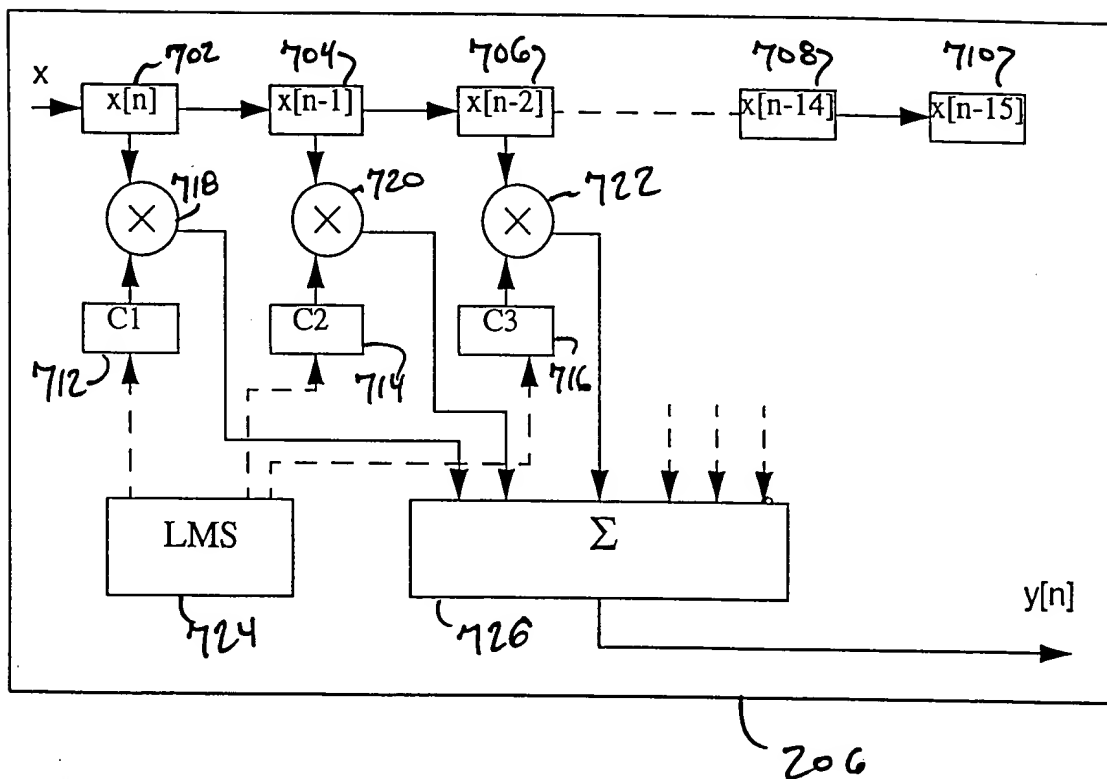 702
704
706
708
710
x
x[n]
x[n-1]
x[n-2]
x[n-14]
x[n-15]
718
720
722
×
×
×
C1
C2
C3
712
714
716
LMS
Σ
724
726
y[n]
206